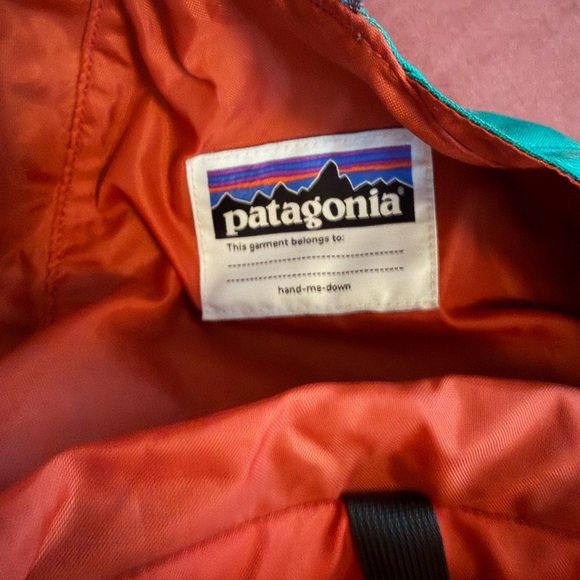 patagonia®
This garment belongs to:
hand-me-down